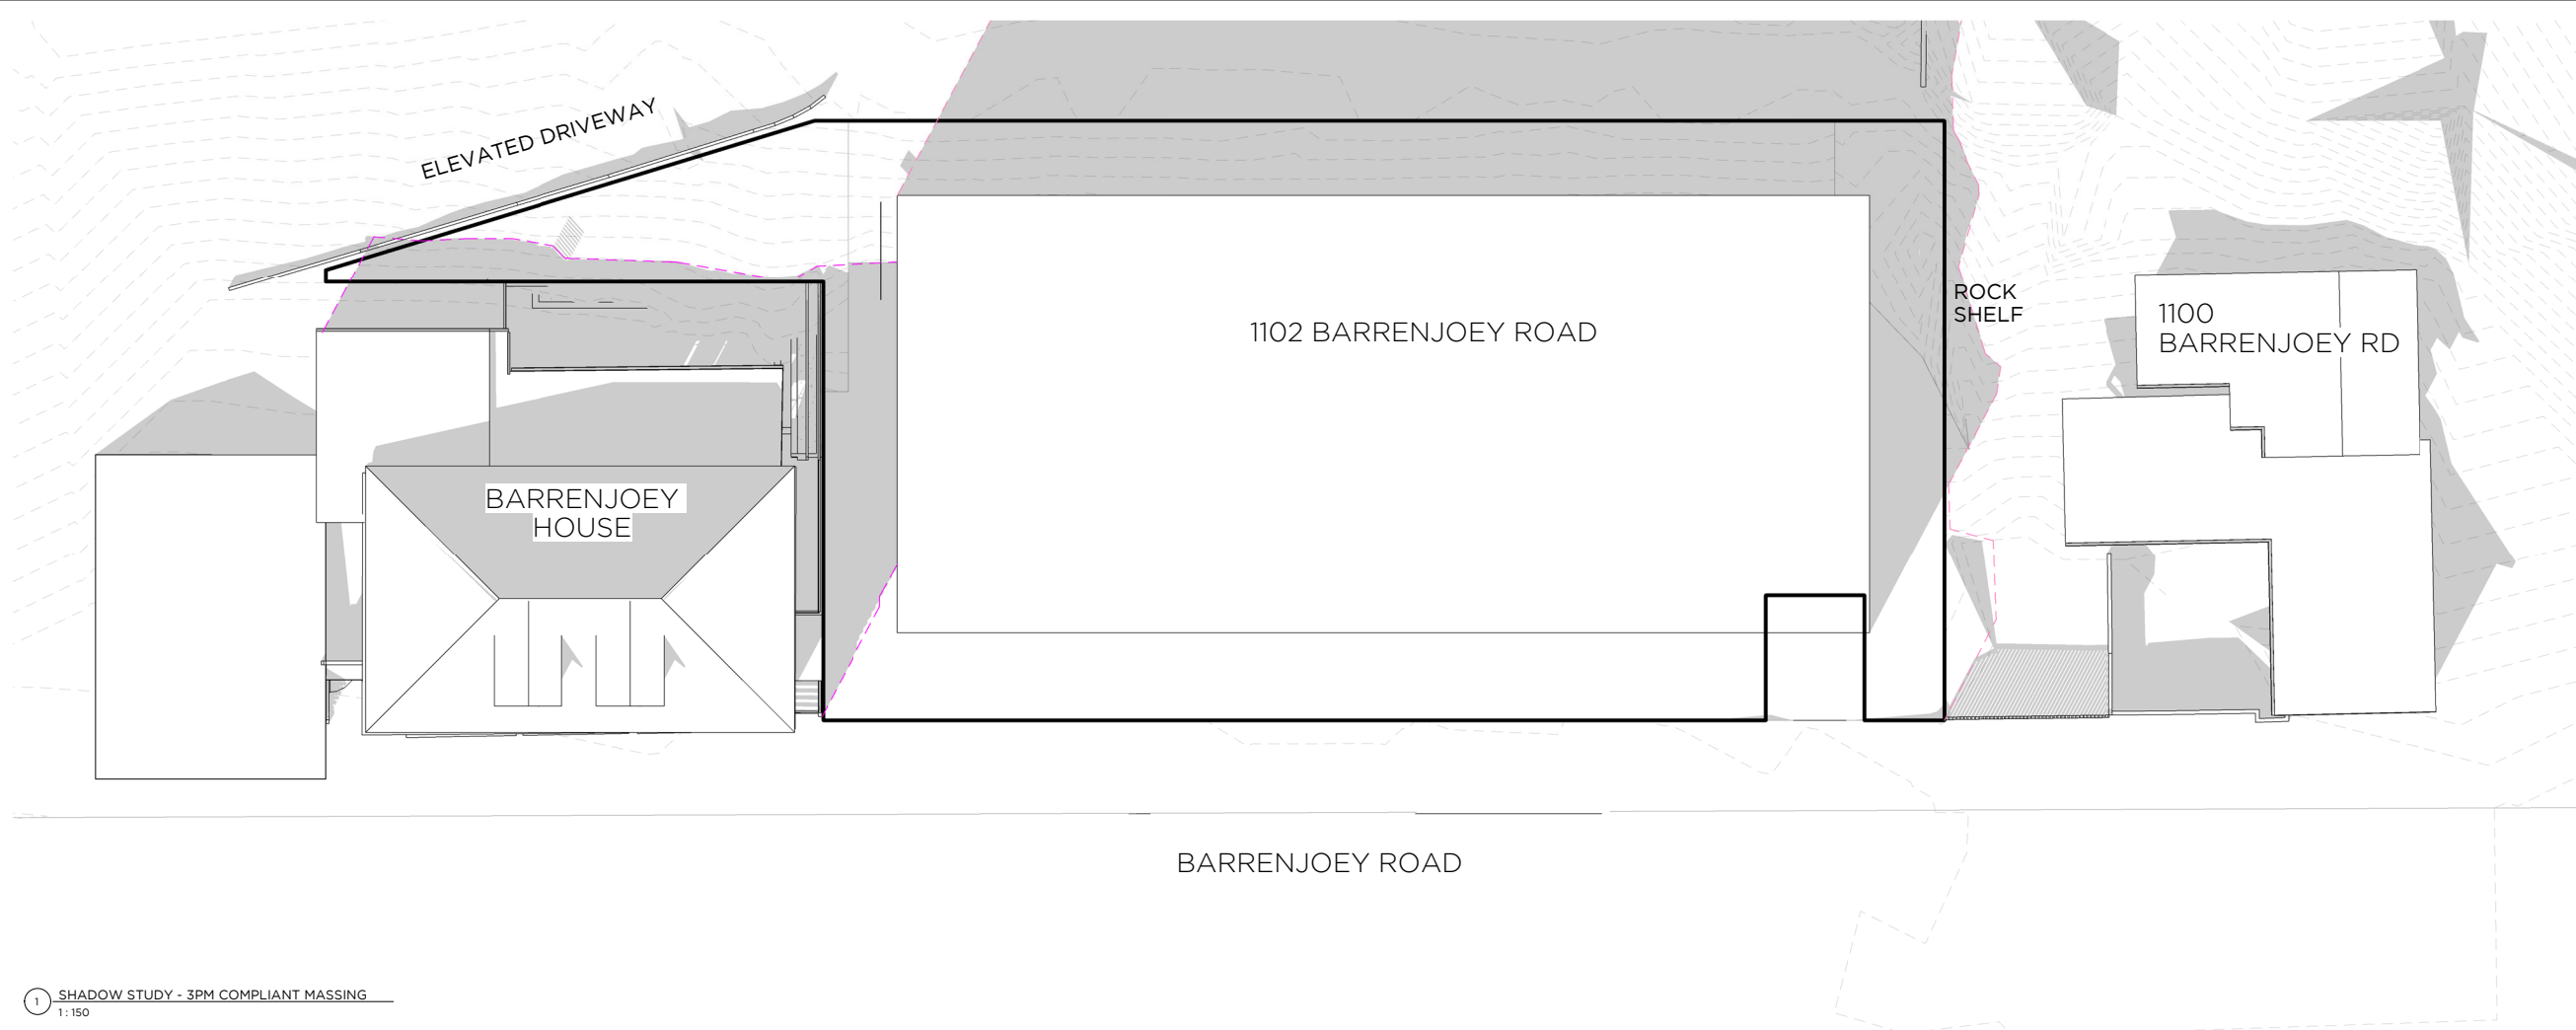 ELEVATED DRIVEWAY
ROCK
SHELF
1100
BARRENJOEY RD
1102 BARRENJOEY ROAD
BARRENJOEY
HOUSE
BARRENJOEY ROAD
1
SHADOW STUDY - 3PM COMPLIANT MASSING
1 : 150